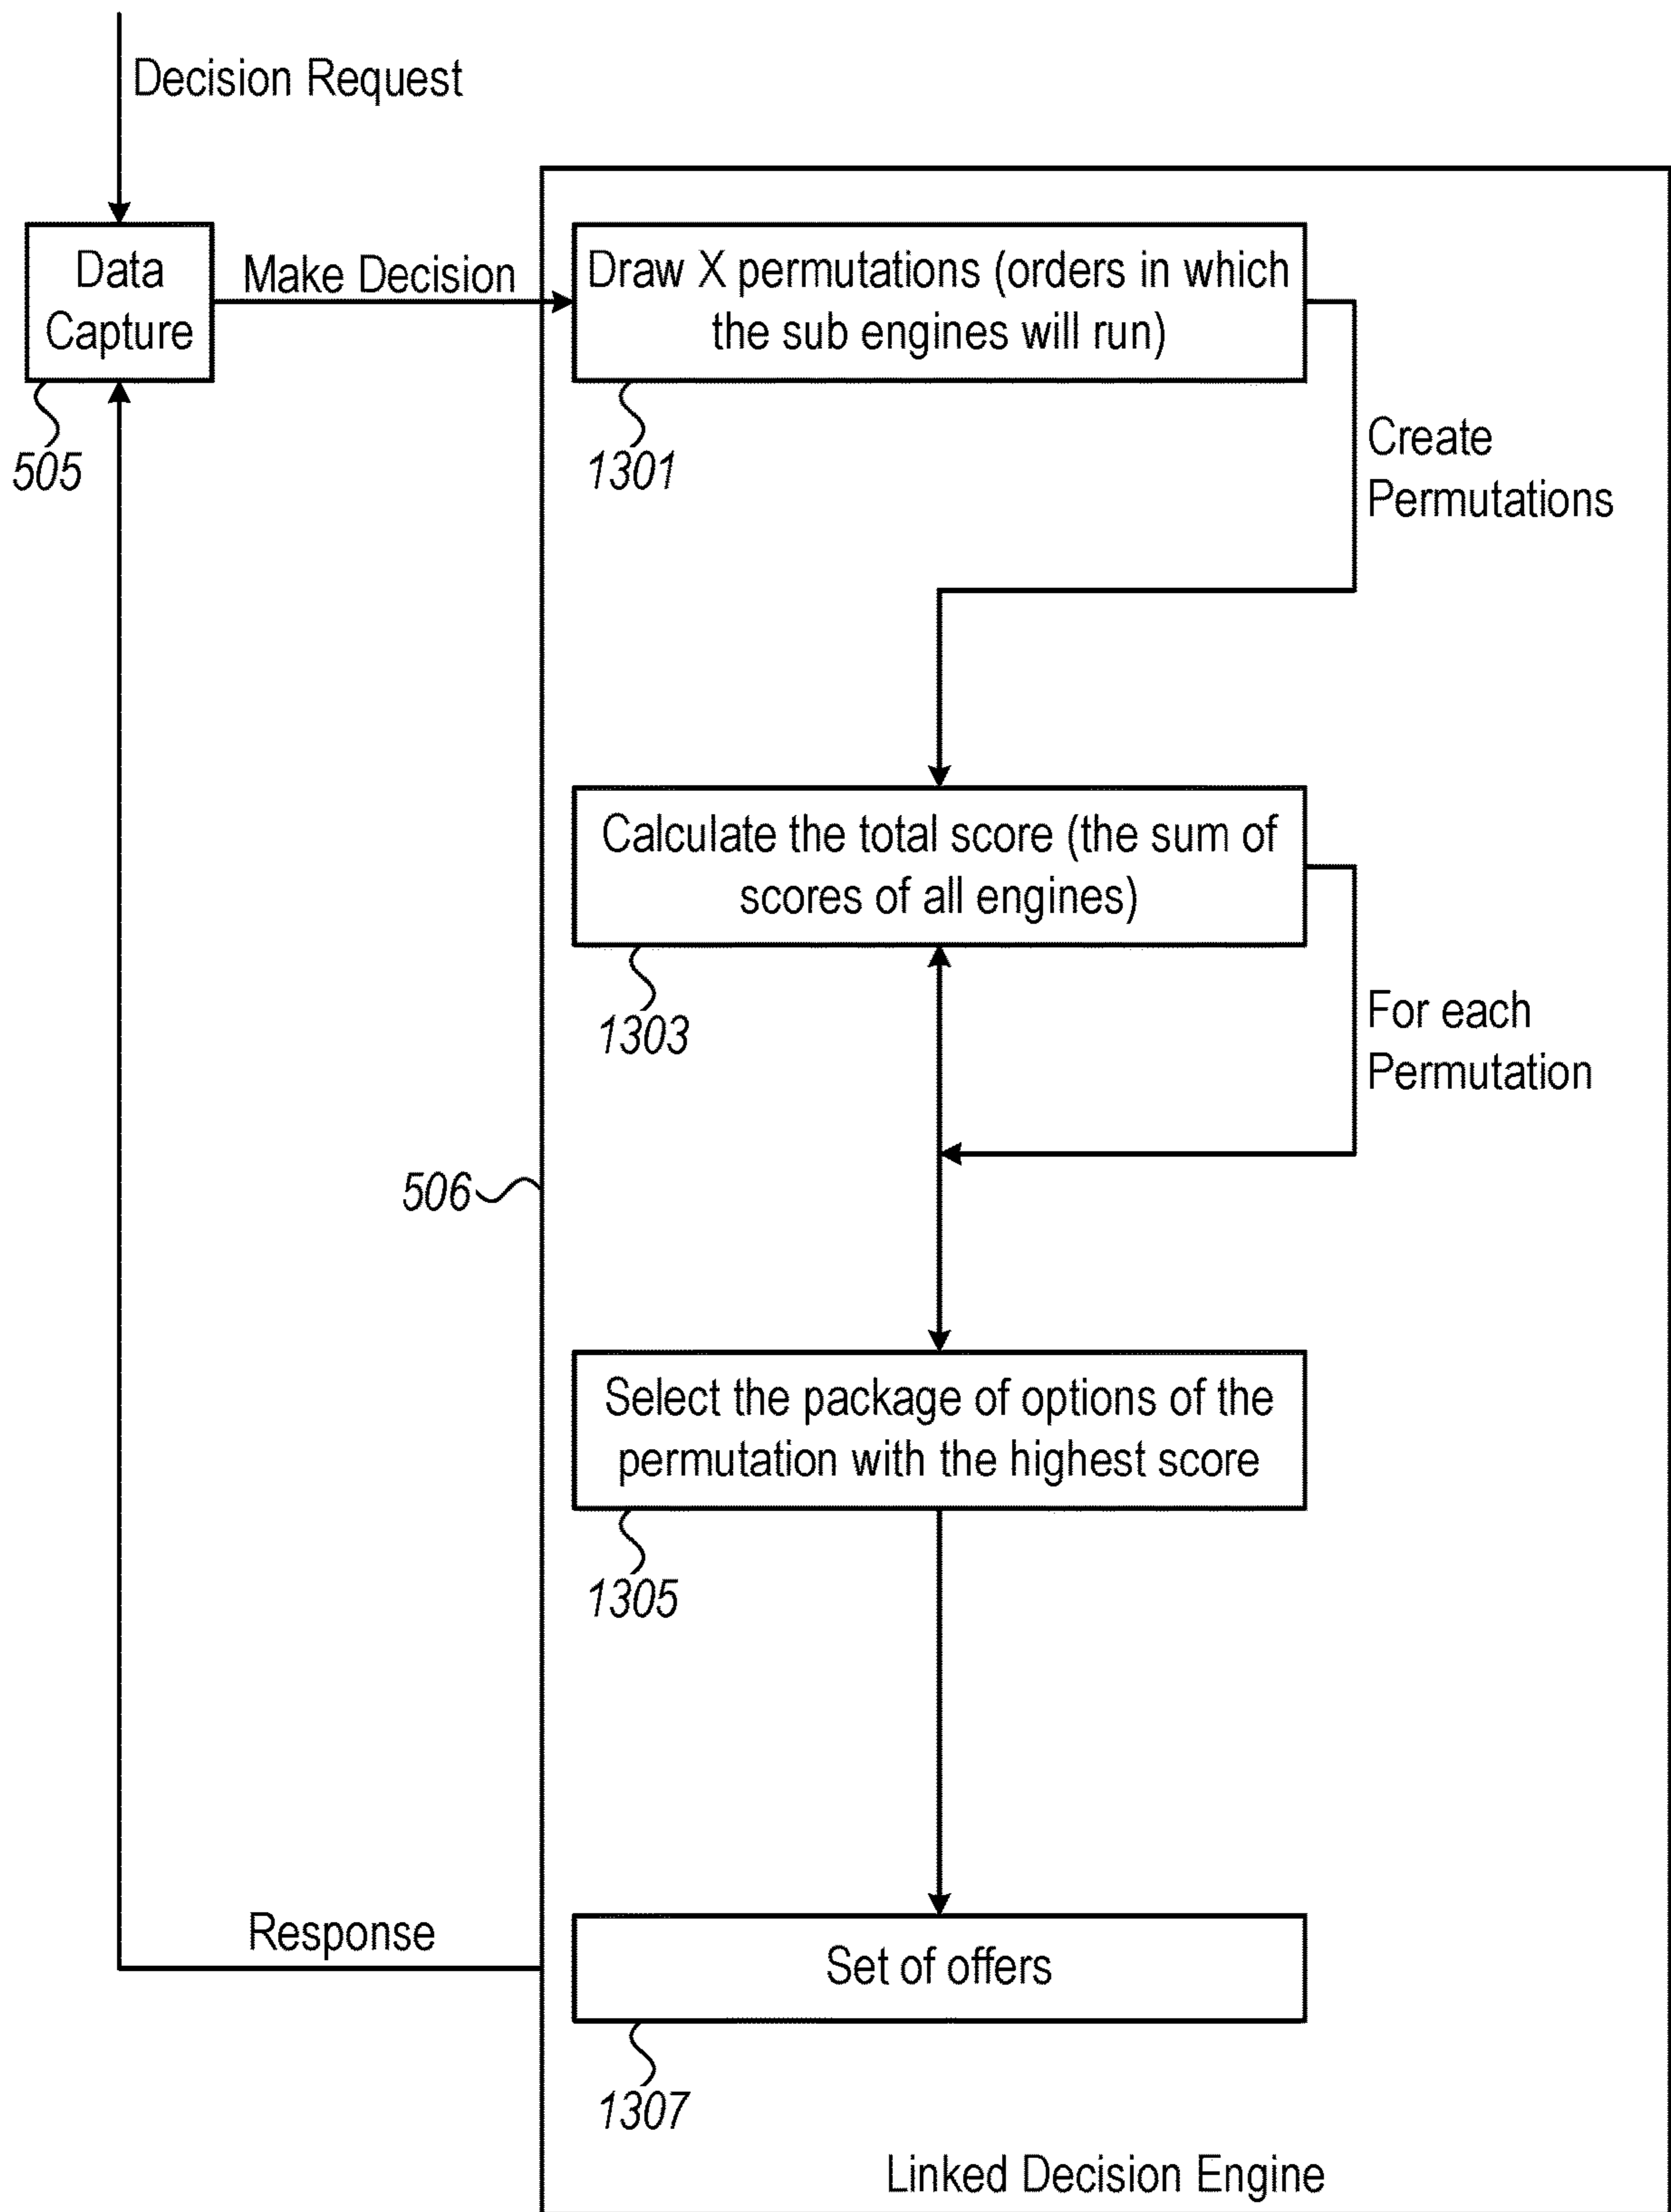 Decision Request
Data
Capture
505
Make Decision
Draw X permutations (orders in which
the sub engines will run)
1301
Create
Permutations
Calculate the total score (the sum of
scores of all engines)
1303
For each
Permutation
506
Select the package of options of the
permutation with the highest score
1305
Response
Set of offers
1307
Linked Decision Engine